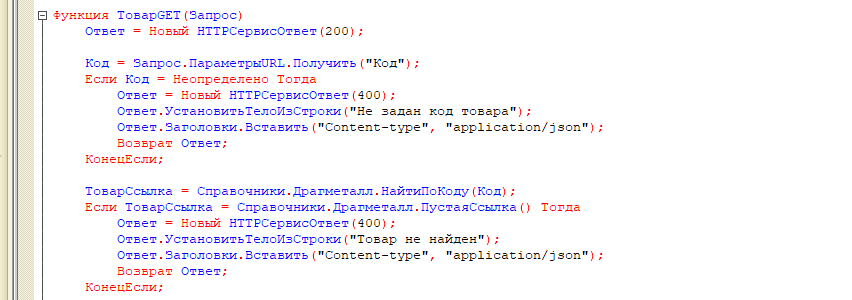 Функция ТоварGET(Запрос)
Ответ = Новый HTTPСервисОтвет(200);
Код = Запрос.ПараметрыURL.Получить("Код");
Если Код = Неопределено Тогда
Ответ = Новый HTTPСервисОтвет(400);
Ответ.УстановитьТелоИзСтроки("Не задан код товара");
Ответ.Заголовки.Вставить("Content-type", "application/json");
Возврат Ответ;
КонецЕсли;
ТоварСсылка = Справочники.Драгметалл.НайтиПоКоду(Код);
Если ТоварСсылка = Справочники.Драгметалл.ПустаяСсылка() Тогда
Ответ = Новый HTTPСервисОтвет(400);
Ответ.УстановитьТелоИзСтроки("Товар не найден");
Ответ.Заголовки.Вставить("Content-type", "application/json");
Возврат Ответ;
КонецЕсли;